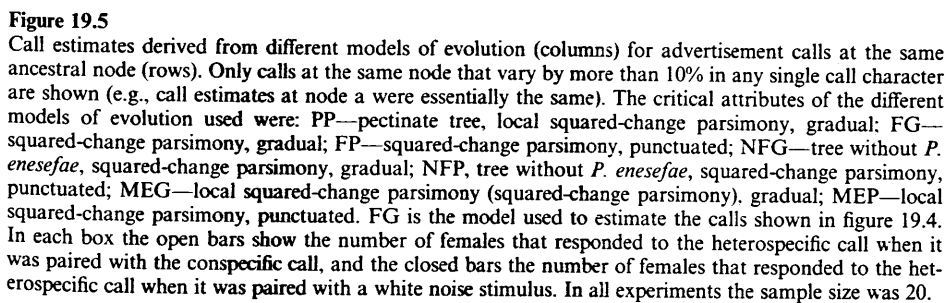 Figure 19.5
Call estimates derived from different models of evolution (columns) for advertisement calls at the same
ancestral node (rows). Only calls at the same node that vary by more than 10% in any single call character
are shown (e.g., call estimates at node a were essentially the same). The critical attributes of the different
models of evolution used were: PP—pectinate tree, local squared-change parsimony, gradual: FG—
squared-change parsimony, gradual; FP—squared-change parsimony, punctuated; NFG—tree without P.
enesefae, squared-change parsimony, gradual; NFP, tree without P. enesefae, squared-change parsimony,
punctuated; MEG—local squared-change parsimony (squared-change parsimony), gradual; MEP—local
squared-change parsimony, punctuated. FG is the model used to estimate the calls shown in figure 19.4.
In each box the open bars show the number of females that responded to the heterospecific call when it
was paired with the conspecific call, and the closed bars the number of females that responded to the het-
erospecific call when it was paired with a white noise stimulus. In all experiments the sample size was 20.